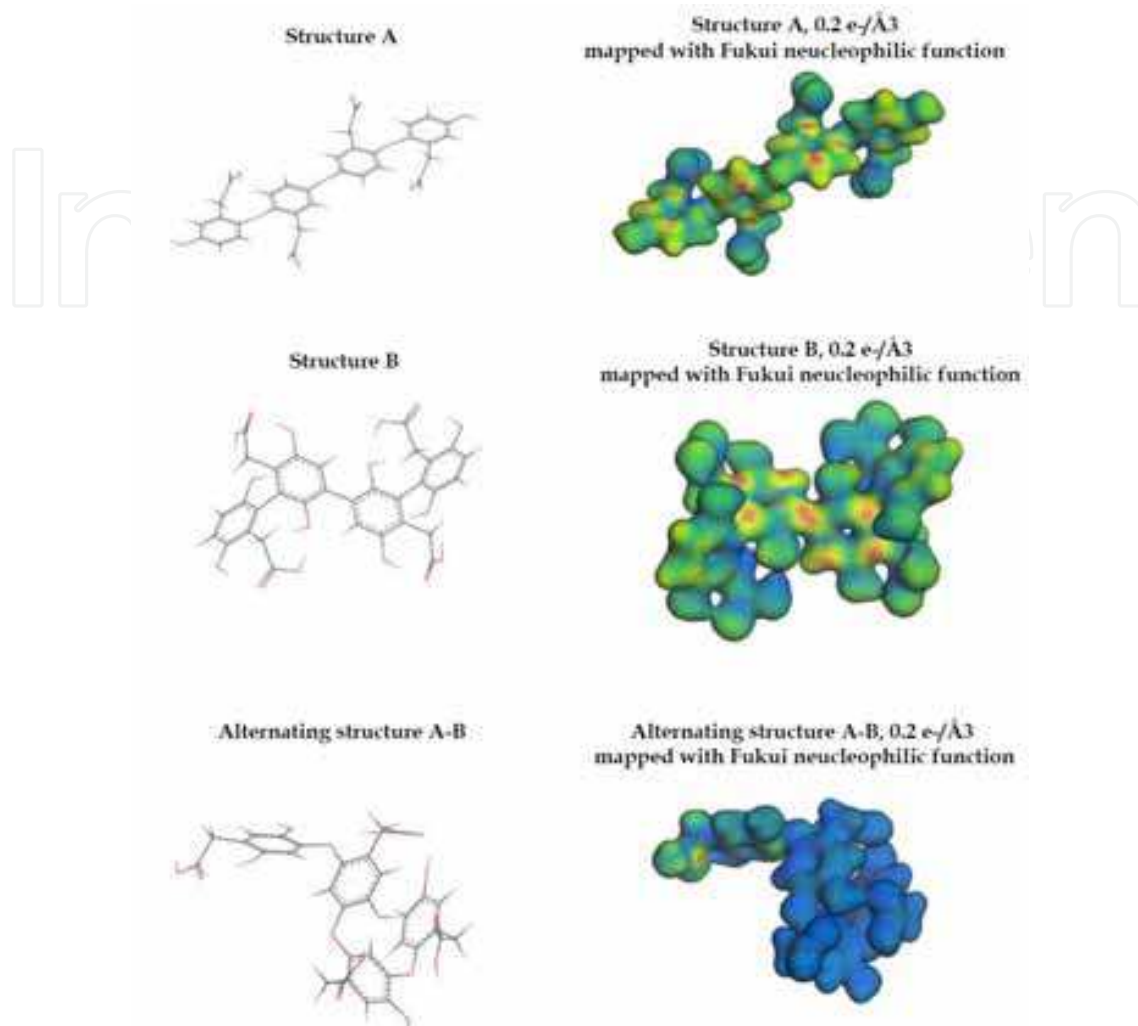 Structure A
Structure A, 0.2 e-/Å3
mapped with Fukui neucleophilic function
Structure B
Structure B, 0.2 e-/Å3
mapped with Fukui neucleophilic function
Alternating structure A-B
Alternating structure A-B, 0.2 e-/Å3
mapped with Fukui neucleophilic function